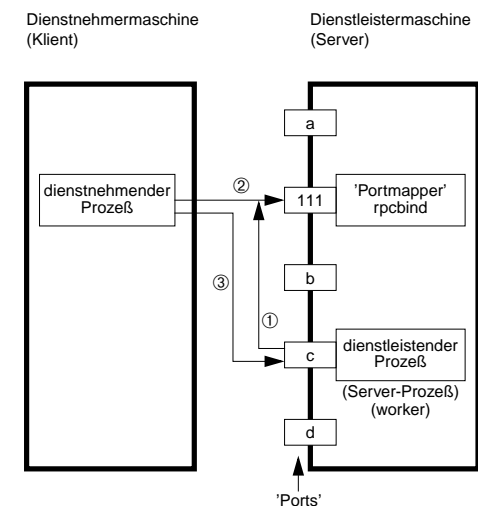 Dienstnehmermaschine
(Klient)
Dienstleistermaschine
(Server)
a
dienstnehmender
Prozeß
②
111
'Portmapper'
rpcbind
③
b
①
c
dienstleistender
Prozeß
(Server-Prozeß)
(worker)
d
'Ports'